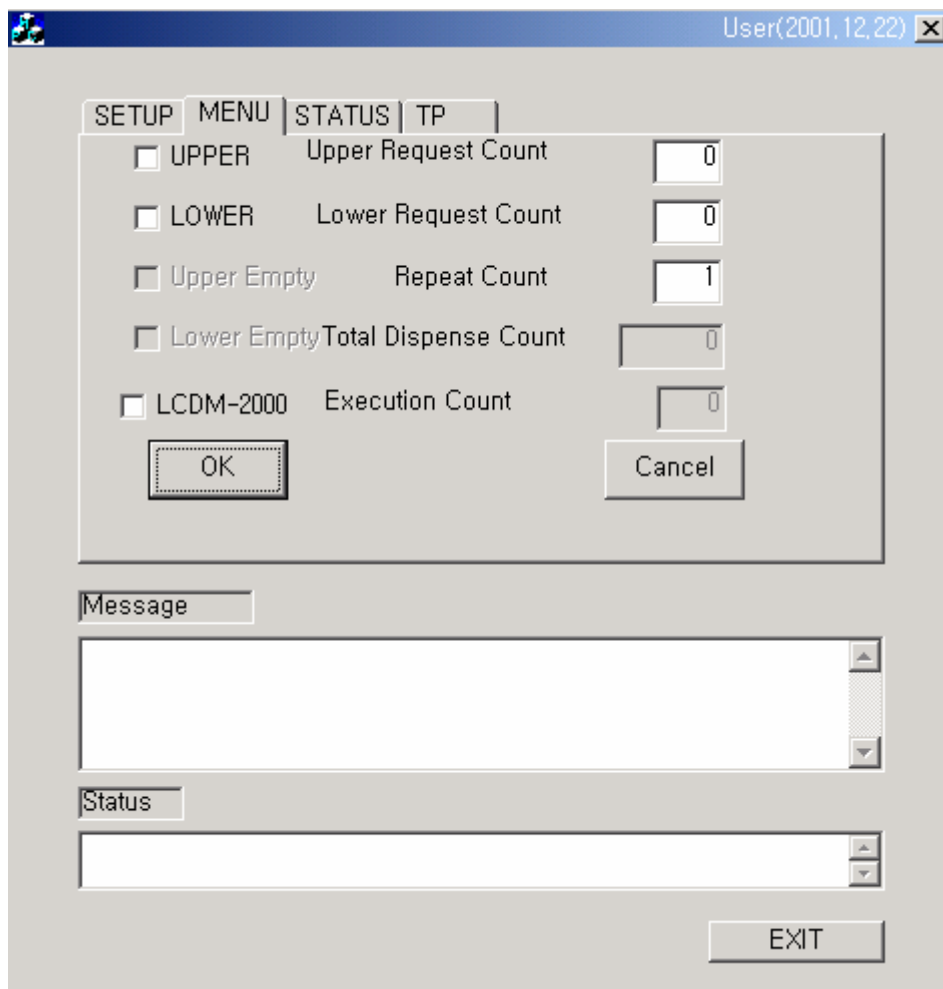 User(2001,12,22)
SETUP MENU STATUS TP
UPPER Upper Request Count 0
LOWER Lower Request Count 0
Upper Empty Repeat Count 1
Lower Empty Total Dispense Count 0
LCDM-2000 Execution Count 0
OK Cancel
Message
Status
EXIT